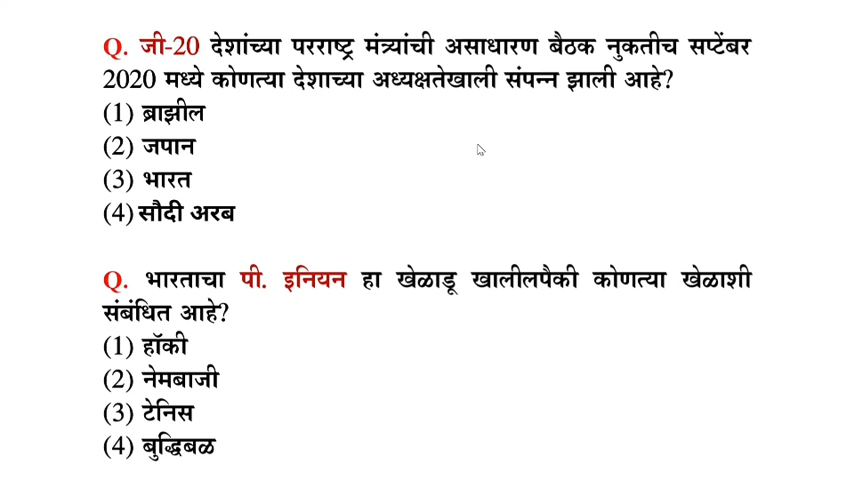 Q. जी-20 देशांच्या परराष्ट्र मंत्र्यांची असाधारण बैठक नुकतीच सप्टेंबर
2020 मध्ये कोणत्या देशाच्या अध्यक्षतेखाली संपन्न झाली आहे?
(1) ब्राझील
(2) जपान
(3) भारत
(4) सौदी अरब
Q. भारताचा पी. इनियन हा खेळाडू खालीलपैकी कोणत्या खेळाशी
संबंधित आहे?
(1) हॉकी
(2) नेमबाजी
(3) टेनिस
(4) बुद्धिबळ